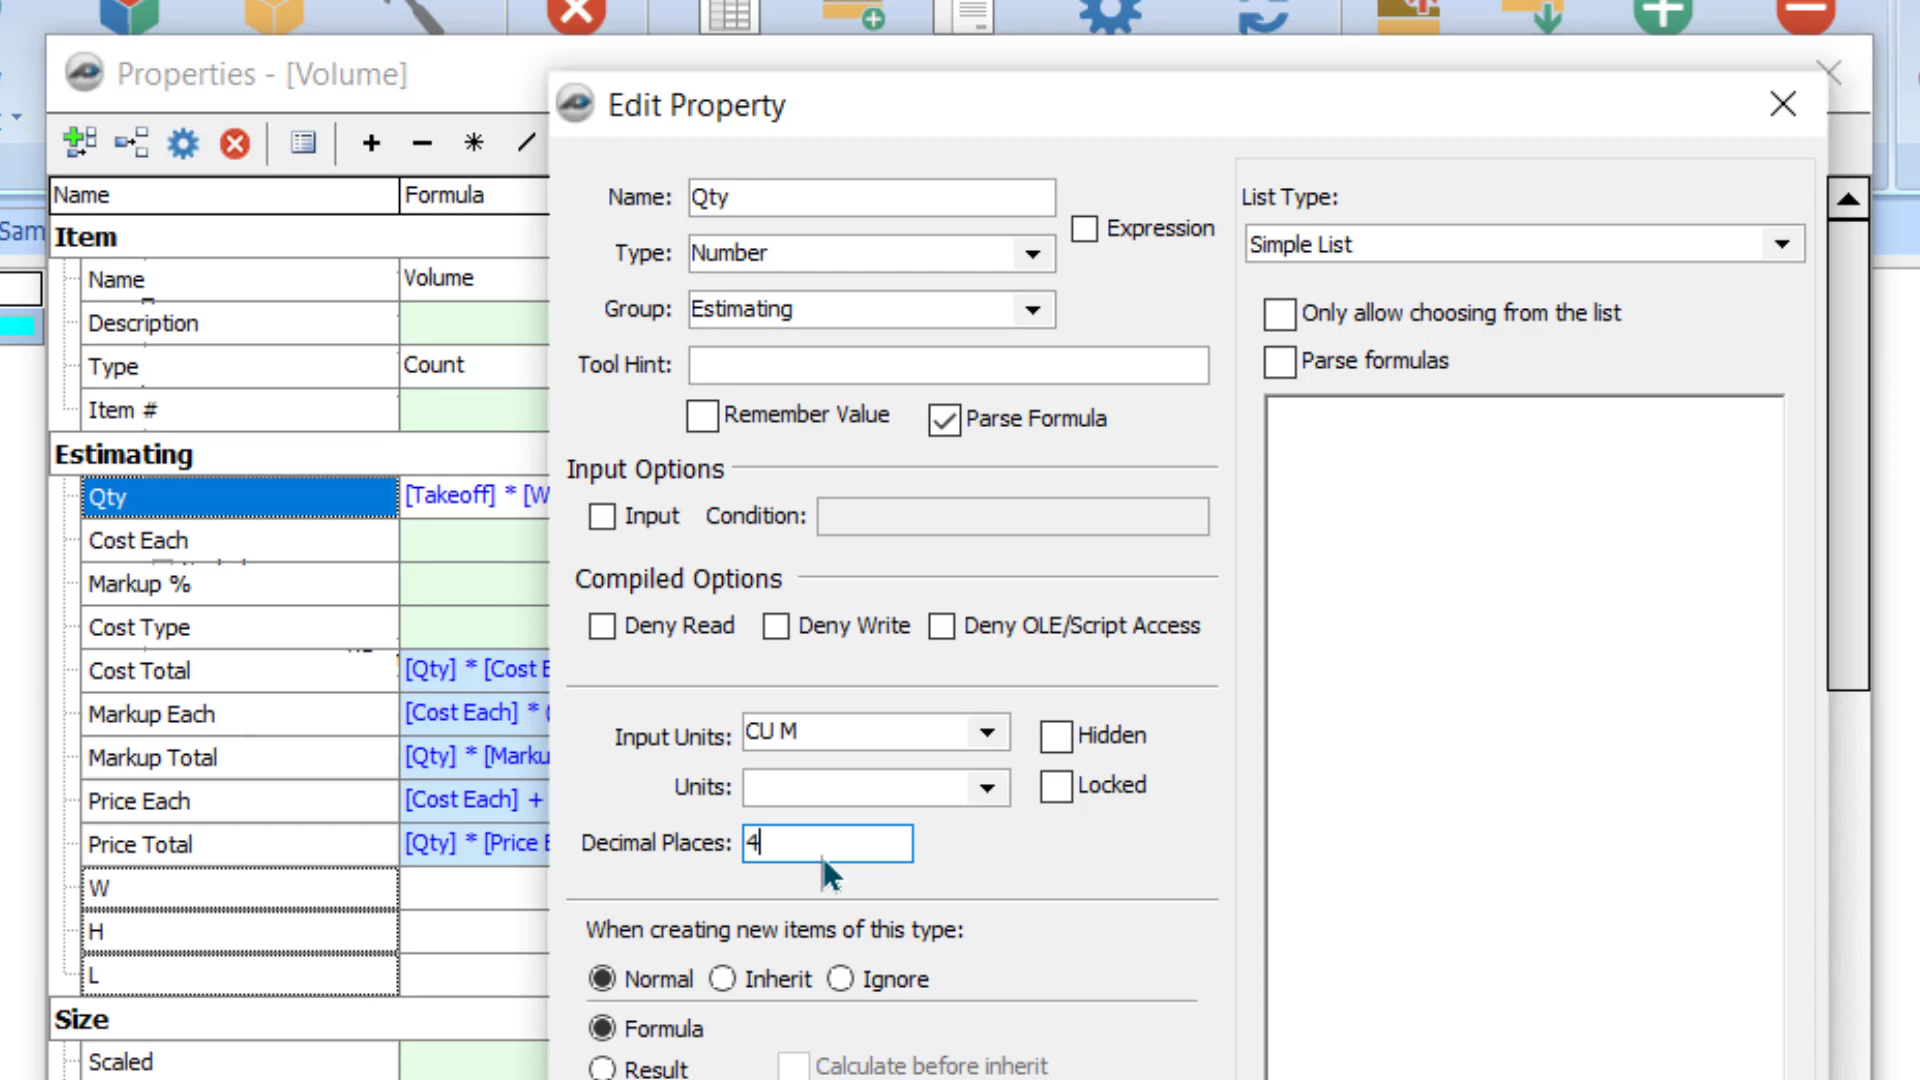 Properties - [Volume]
Edit Property
Name
Formula
Item
Name
Volume
Description
Type
Count
Item #
Estimating
Qty
[Takeoff] * [W
Cost Each
Markup %
Cost Type
Cost Total
[Qty] * [Cost E
Markup Each
[Cost Each] * (
Markup Total
[Qty] * [Marku
Price Each
[Cost Each] +
Price Total
[Qty] * [Price E
W
H
L
Size
Scaled
Sam
Name: Qty
Expression
Type: Number
Group: Estimating
Tool Hint:
Remember Value
Parse Formula
Input Options
Input
Condition:
Compiled Options
Deny Read
Deny Write
Deny OLE/Script Access
Input Units: CU M
Hidden
Units:
Locked
Decimal Places: 4
When creating new items of this type:
Normal
Inherit
Ignore
Formula
Result
Calculate before inherit
List Type:
Simple List
Only allow choosing from the list
Parse formulas